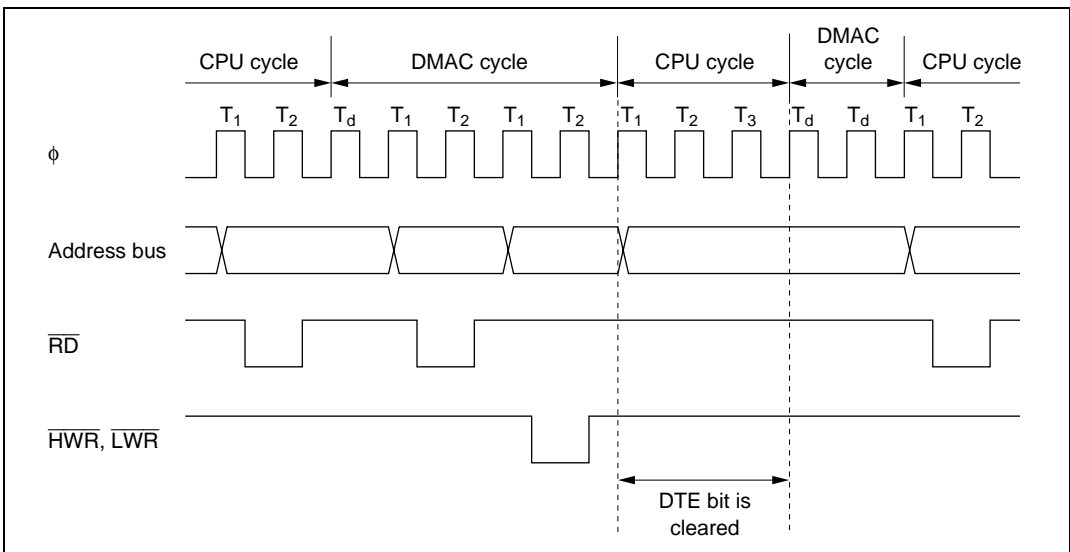 CPU cycle DMAC cycle CPU cycle DMAC cycle CPU cycle
T1 T2 Td T1 T2 T1 T2 T1 T2 T3 Td Td T1 T2
ϕ
Address bus
RD
HWR, LWR
DTE bit is
cleared